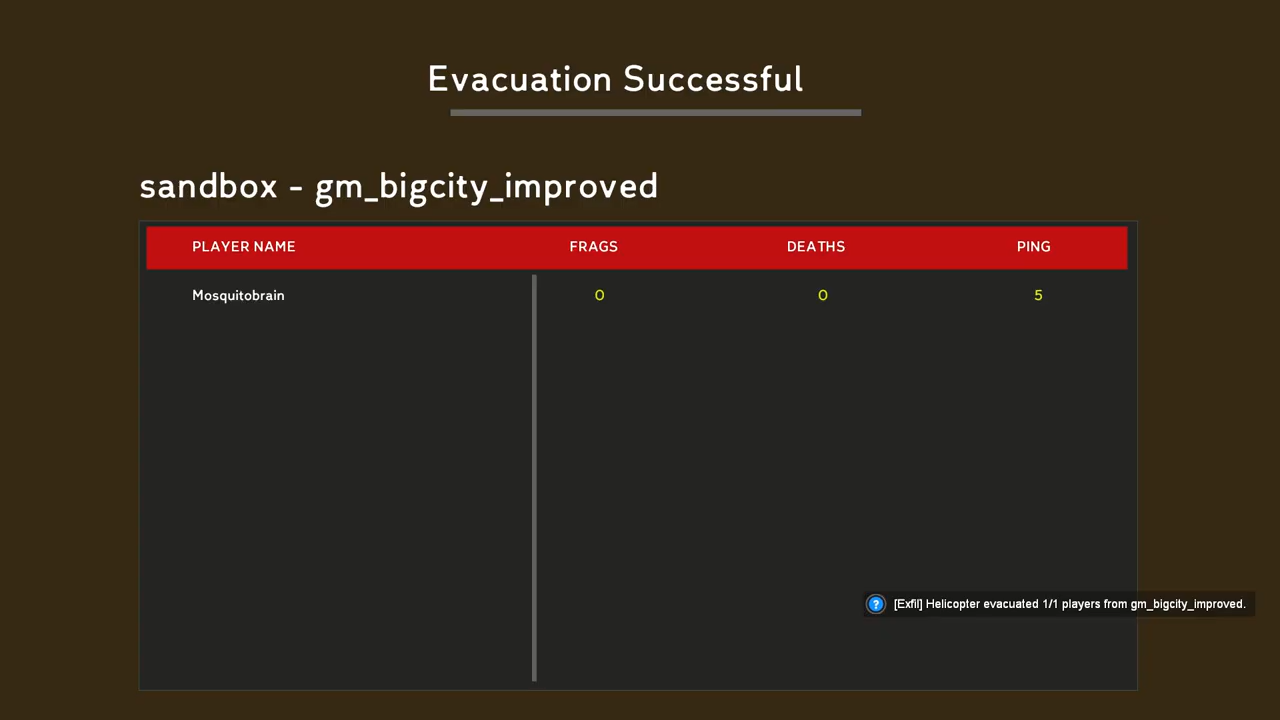 Evacuation Successful
sandbox - gm_bigcity_improved
PLAYER NAME FRAGS DEATHS PING
Mosquitobrain 0 0 5
[Exfil] Helicopter evacuated 1/1 players from gm_bigcity_improved.